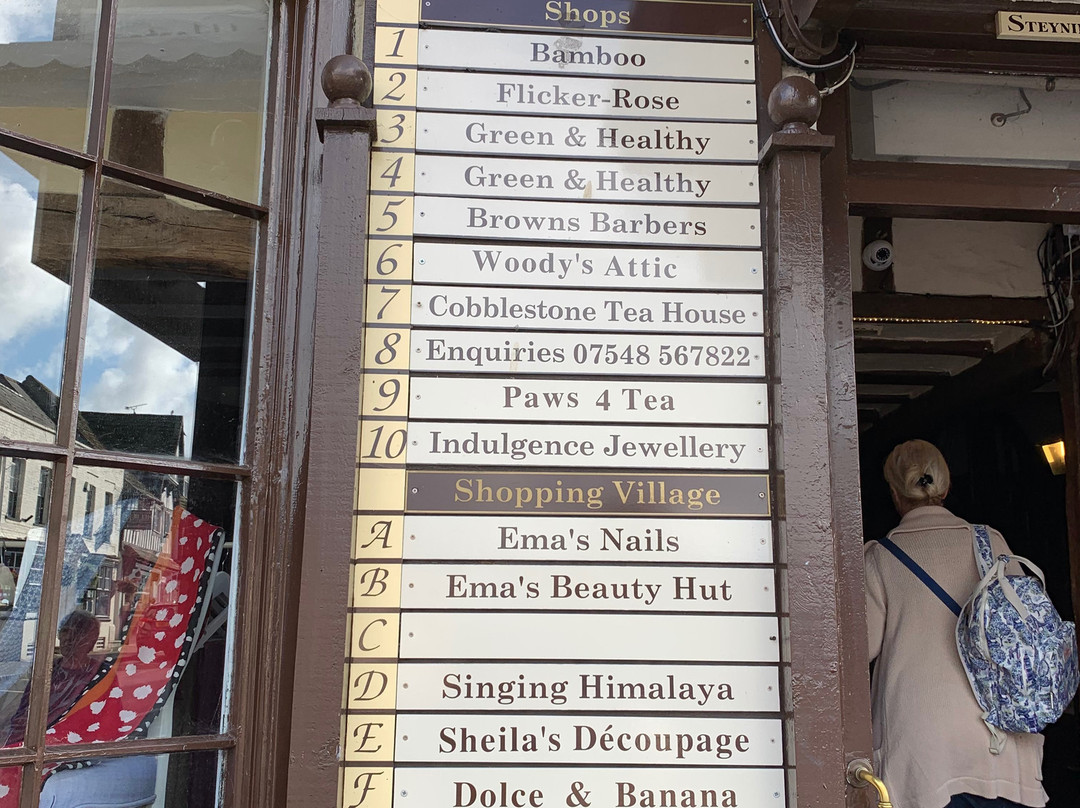 Shops
1 Bamboo
2 Flicker-Rose
3 Green & Healthy
4 Green & Healthy
5 Browns Barbers
6 Woody's Attic
7 Cobblestone Tea House
8 Enquiries 07548 567822
9 Paws 4 Tea
10 Indulgence Jewellery
Shopping Village
A Ema's Nails
B Ema's Beauty Hut
C
D Singing Himalaya
E Sheila's Découpage
F Dolce & Banana